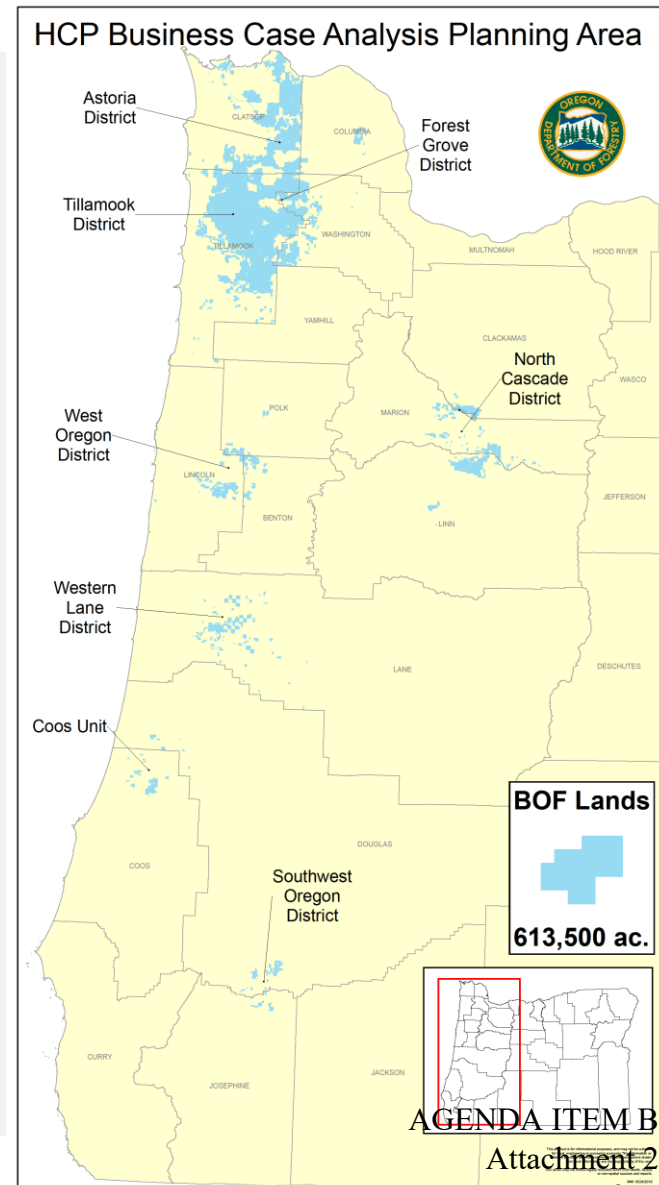 HCP Business Case Analysis Planning Area
Astoria
District
CLATSOP
COLUMBIA
Forest
Grove
District
OREGON
DEPARTMENT OF FORESTRY
Tillamook
District
TILLAMOOK
WASHINGTON
MULTNOMAH
HOOD RIVER
YAMHILL
CLACKAMAS
North
Cascade
District
WASCO
POLK
MARION
West
Oregon
District
LINCOLN
JEFFERSON
BENTON
LINN
Western
Lane
District
LANE
DESCHUTES
Coos Unit
BOF Lands
613,500 ac.
DOUGLAS
COOS
Southwest
Oregon
District
CURRY
JOSEPHINE
JACKSON
AGENDA ITEM B
Attachment 2